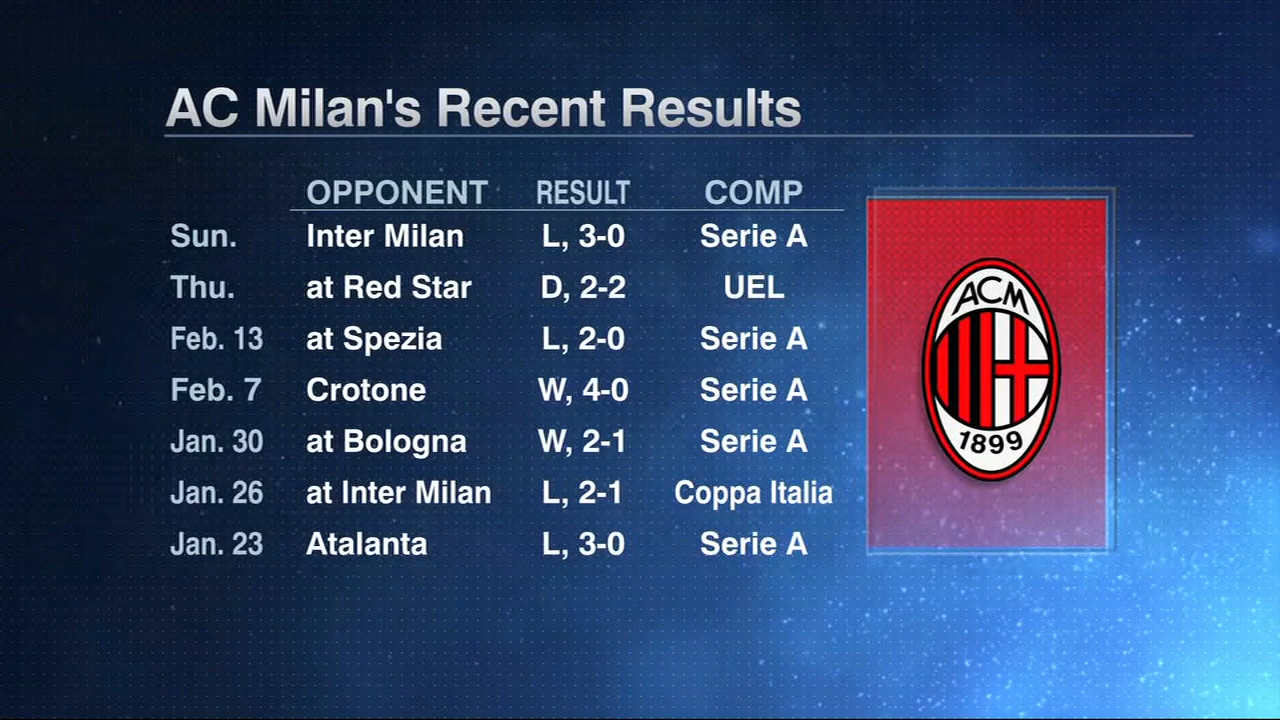 AC Milan's Recent Results
OPPONENT RESULT COMP
Sun. Inter Milan L, 3-0 Serie A
Thu. at Red Star D, 2-2 UEL
Feb. 13 at Spezia L, 2-0 Serie A
Feb. 7 Crotone W, 4-0 Serie A
Jan. 30 at Bologna W, 2-1 Serie A
Jan. 26 at Inter Milan L, 2-1 Coppa Italia
Jan. 23 Atalanta L, 3-0 Serie A
ACM
1899